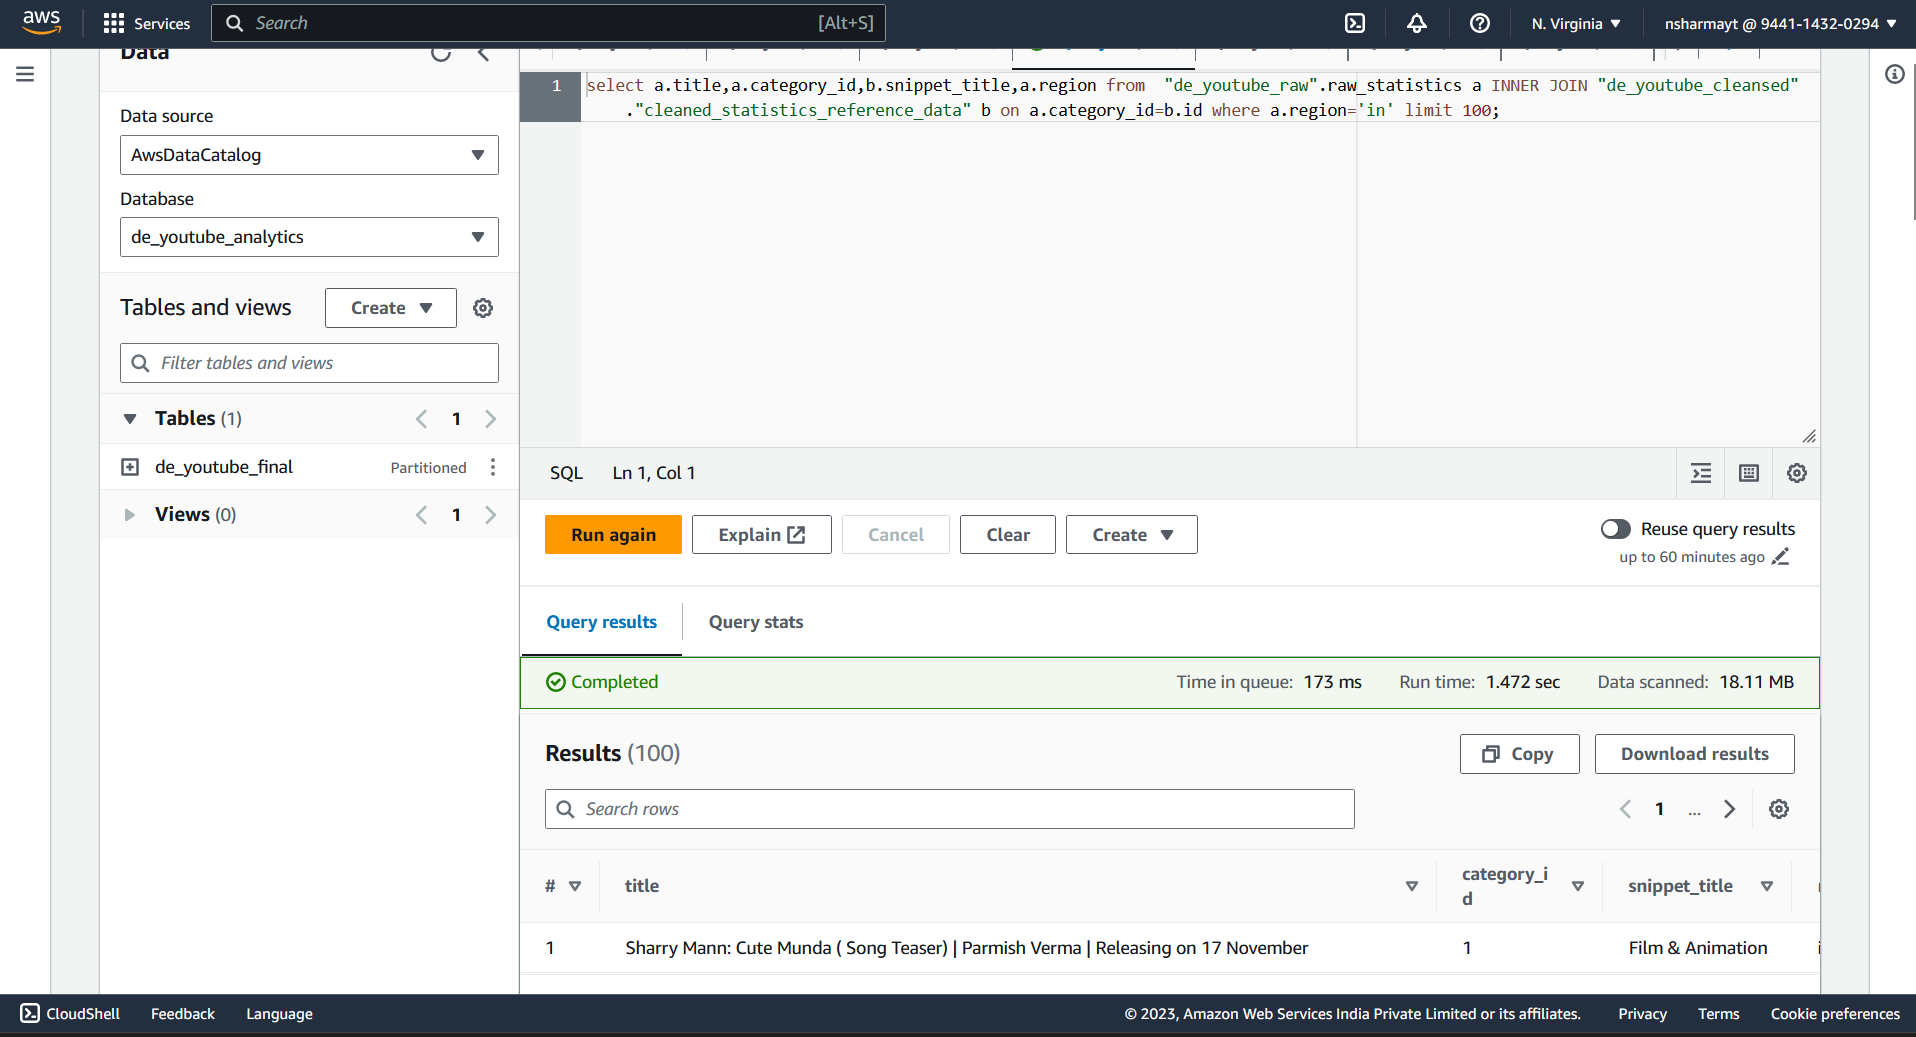 aws
Services
Search
[Alt+S]
N. Virginia
nsharmayt @ 9441-1432-0294
Data
Data source
AwsDataCatalog
Database
de_youtube_analytics
Tables and views
Create
Filter tables and views
Tables (1)
1
de_youtube_final
Partitioned
Views (0)
1
1
select a.title,a.category_id,b.snippet_title,a.region from  "de_youtube_raw".raw_statistics a INNER JOIN "de_youtube_cleansed"
."cleaned_statistics_reference_data" b on a.category_id=b.id where a.region='in' limit 100;
SQL
Ln 1, Col 1
Run again
Explain
Cancel
Clear
Create
Reuse query results
up to 60 minutes ago
Query results
Query stats
Completed
Time in queue: 173 ms
Run time: 1.472 sec
Data scanned: 18.11 MB
Results (100)
Copy
Download results
Search rows
1
...
#
title
category_i
d
snippet_title
1
Sharry Mann: Cute Munda ( Song Teaser) | Parmish Verma | Releasing on 17 November
1
Film & Animation
CloudShell
Feedback
Language
© 2023, Amazon Web Services India Private Limited or its affiliates.
Privacy
Terms
Cookie preferences